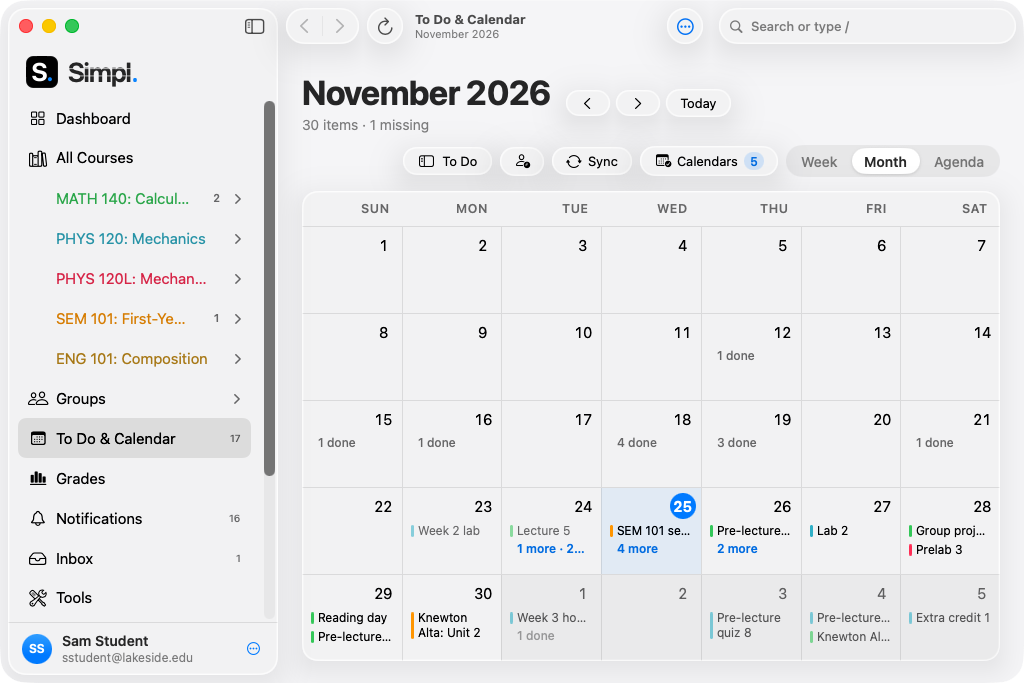 To Do & Calendar
November 2026
Search or type /
S.
Simpl.
Dashboard
All Courses
MATH 140: Calcul... 2
PHYS 120: Mechanics
PHYS 120L: Mechan...
SEM 101: First-Ye... 1
ENG 101: Composition
Groups
To Do & Calendar 17
Grades
Notifications 16
Inbox 1
Tools
SS
Sam Student
sstudent@lakeside.edu
November 2026
Today
30 items · 1 missing
To Do
Sync
Calendars 5
Week
Month
Agenda
SUN MON TUE WED THU FRI SAT
1 2 3 4 5 6 7
8 9 10 11 12 13 14
1 done
15 16 17 18 19 20 21
1 done 1 done 4 done 3 done 1 done
22 23 24 25 26 27 28
Week 2 lab Lecture 5 SEM 101 se... Pre-lecture... Lab 2 Group proj...
1 more · 2... 4 more 2 more Prelab 3
29 30 1 2 3 4 5
Reading day Knewton Week 3 ho... Pre-lecture Pre-lecture... Extra credit 1
Pre-lecture... Alta: Unit 2 1 done quiz 8 Knewton Al...